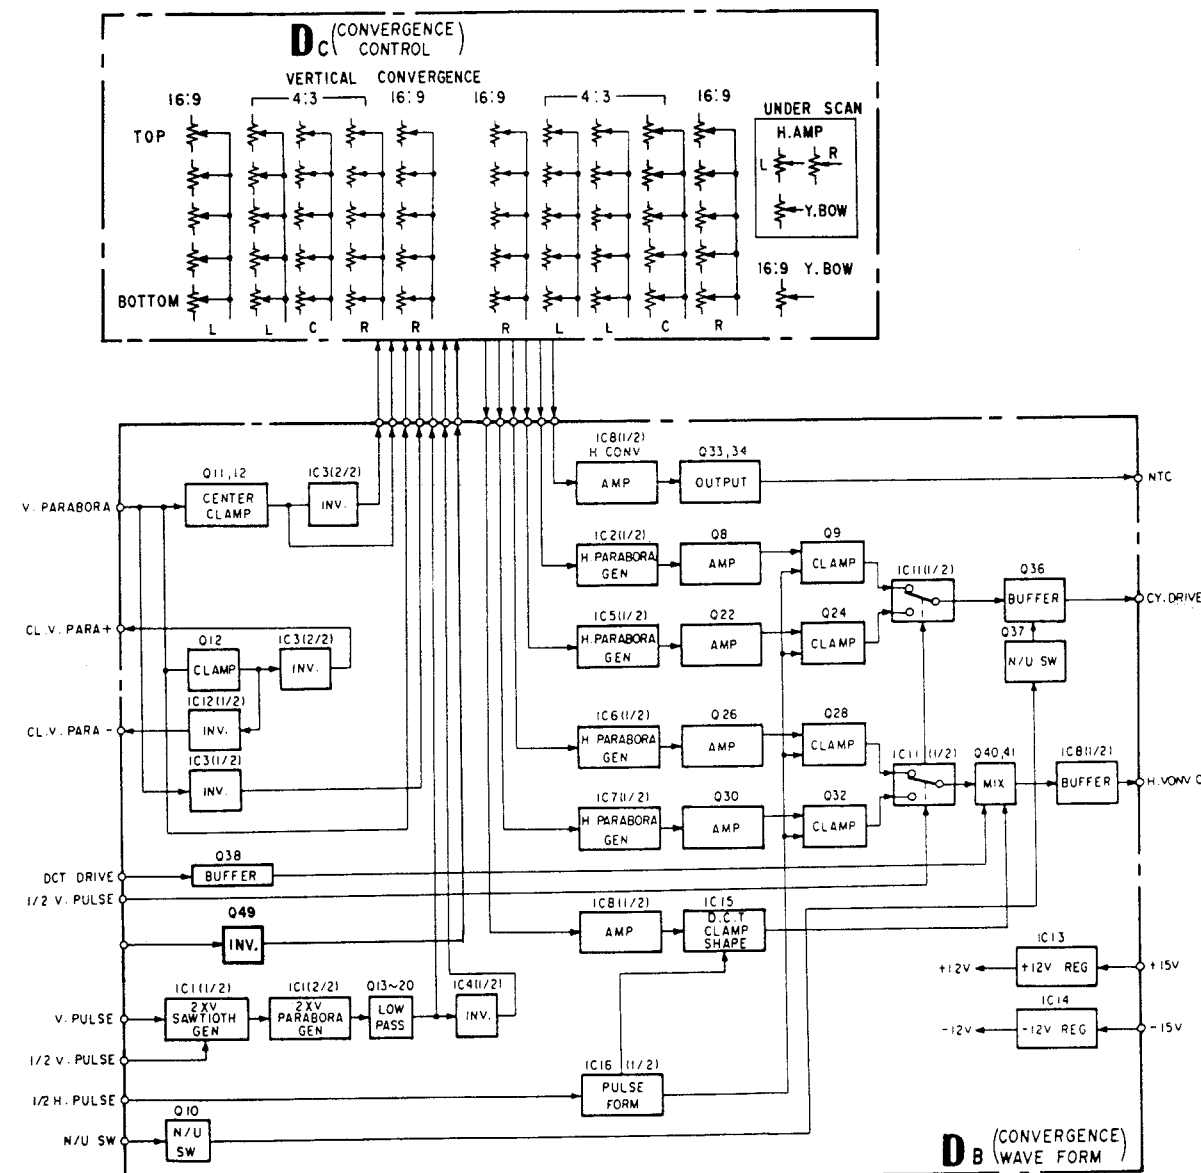 D C (CONVERGENCE CONTROL)
VERTICAL CONVERGENCE
16:9 4:3 16:9 16:9 4:3 16:9
UNDER SCAN
H.AMP
TOP
L R
Y.BOW
16:9 Y.BOW
BOTTOM
L L C R R R L L C R
IC8(1/2)
H CONV
AMP
Q33,34
OUTPUT
NTC
Q11,12
CENTER
CLAMP
IC3(2/2)
INV.
V. PARABORA
IC2(1/2)
H. PARABORA
GEN
Q8
AMP
Q9
CLAMP
IC11(1/2)
Q36
BUFFER
CY.DRIVE
IC5(1/2)
H.PARABORA
GEN
Q22
AMP
Q24
CLAMP
Q37
N/U SW
CL.V. PARA+
Q12
CLAMP
IC3(2/2)
INV.
IC12(1/2)
INV.
CL.V. PARA -
IC3(1/2)
INV.
IC6(1/2)
H PARABORA
GEN
Q26
AMP
Q28
CLAMP
IC11 (1/2)
Q40,41
MIX
IC8(1/2)
BUFFER
H.VONV O
IC7(1/2)
H PARABORA
GEN
Q30
AMP
Q32
CLAMP
Q38
DCT DRIVE
BUFFER
1/2 V. PULSE
Q49
INV.
IC8(1/2)
AMP
IC15
D.C.T
CLAMP
SHAPE
IC13
+12V
+12V REG
+15V
IC14
-12V
-12V REG
-15V
V. PULSE
IC1(1/2)
2XV
SAWTIOTH
GEN
IC1(2/2)
2XV
PARABORA
GEN
Q13~20
LOW
PASS
IC4(1/2)
INV.
1/2 V. PULSE
IC16 (1/2)
PULSE
FORM
1/2 H. PULSE
Q10
N/U
SW
N/U SW
D B (CONVERGENCE WAVE FORM)